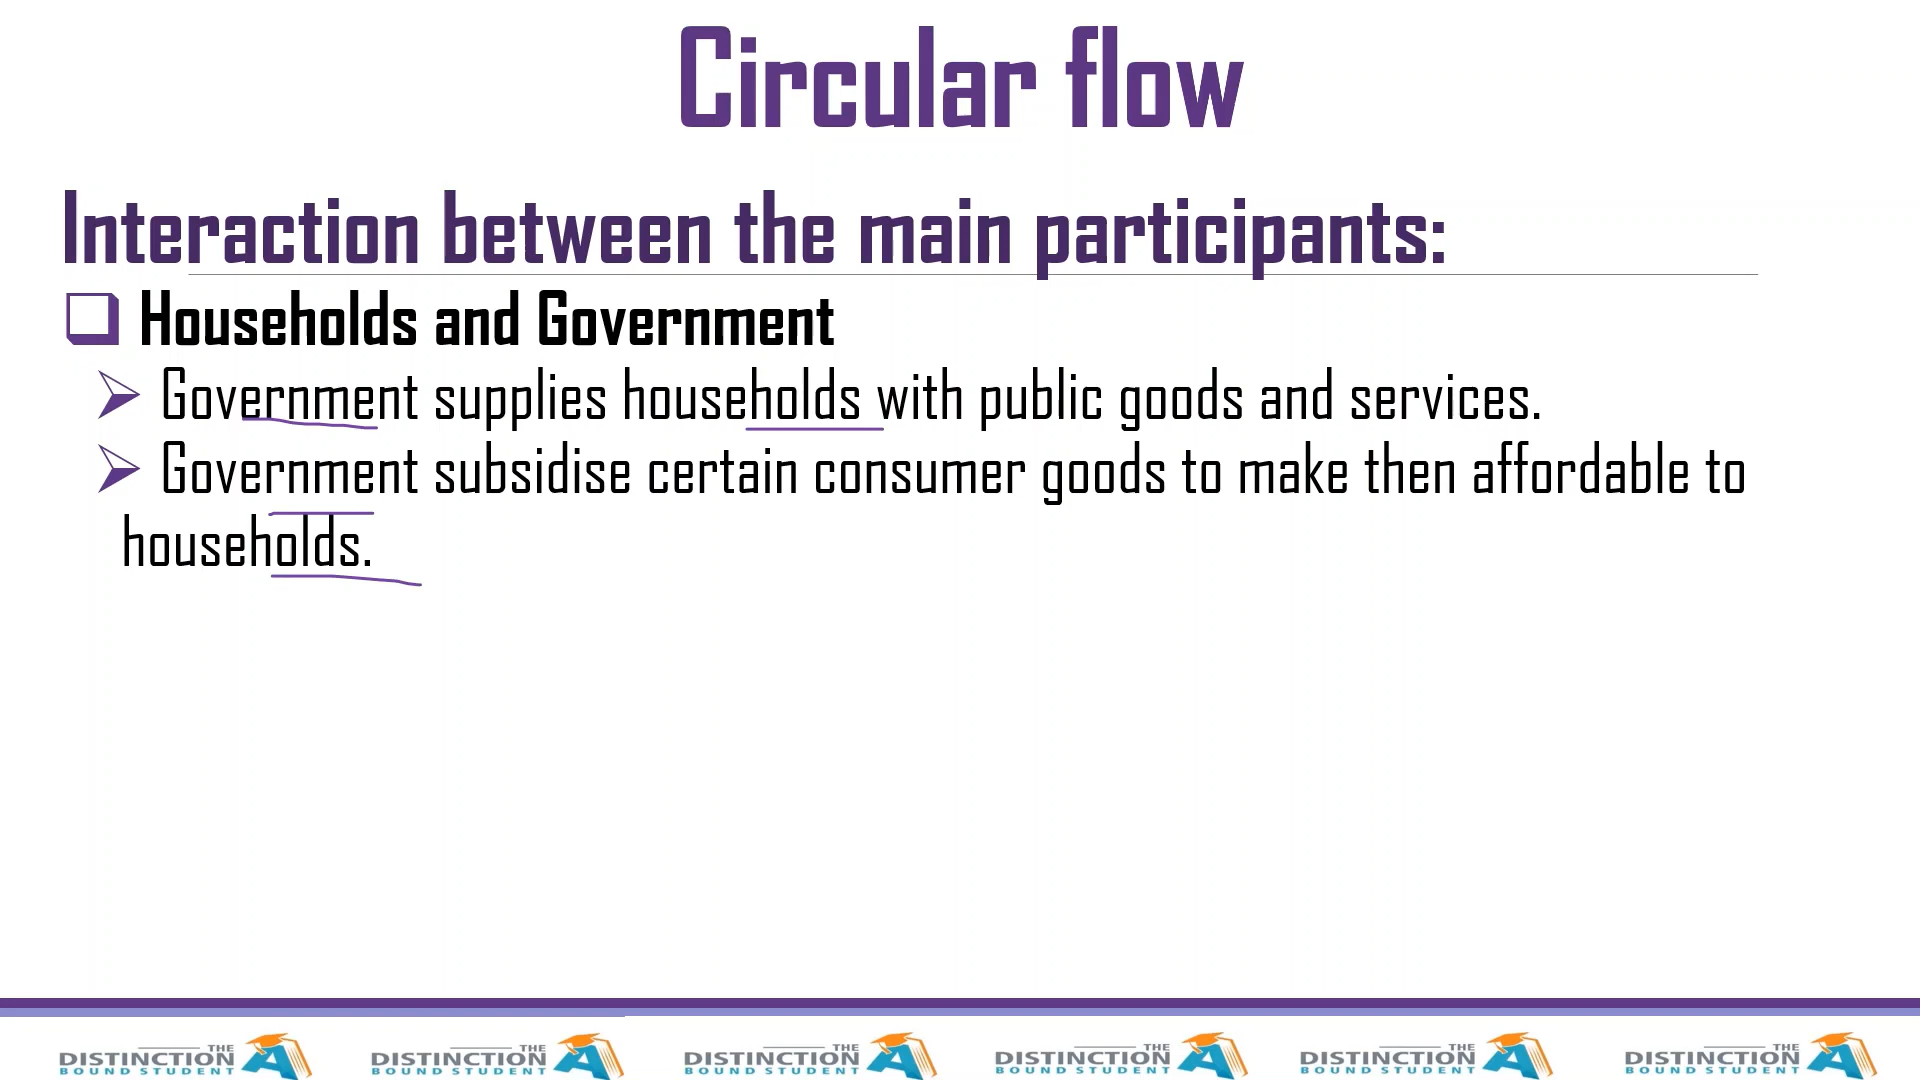 Circular flow
Interaction between the main participants:
Households and Government
Government supplies households with public goods and services.
Government subsidise certain consumer goods to make then affordable to
households.
THE DISTINCTION BOUND STUDENT
THE DISTINCTION BOUND STUDENT
THE DISTINCTION BOUND STUDENT
THE DISTINCTION BOUND STUDENT
THE DISTINCTION BOUND STUDENT
THE DISTINCTION BOUND STUDENT